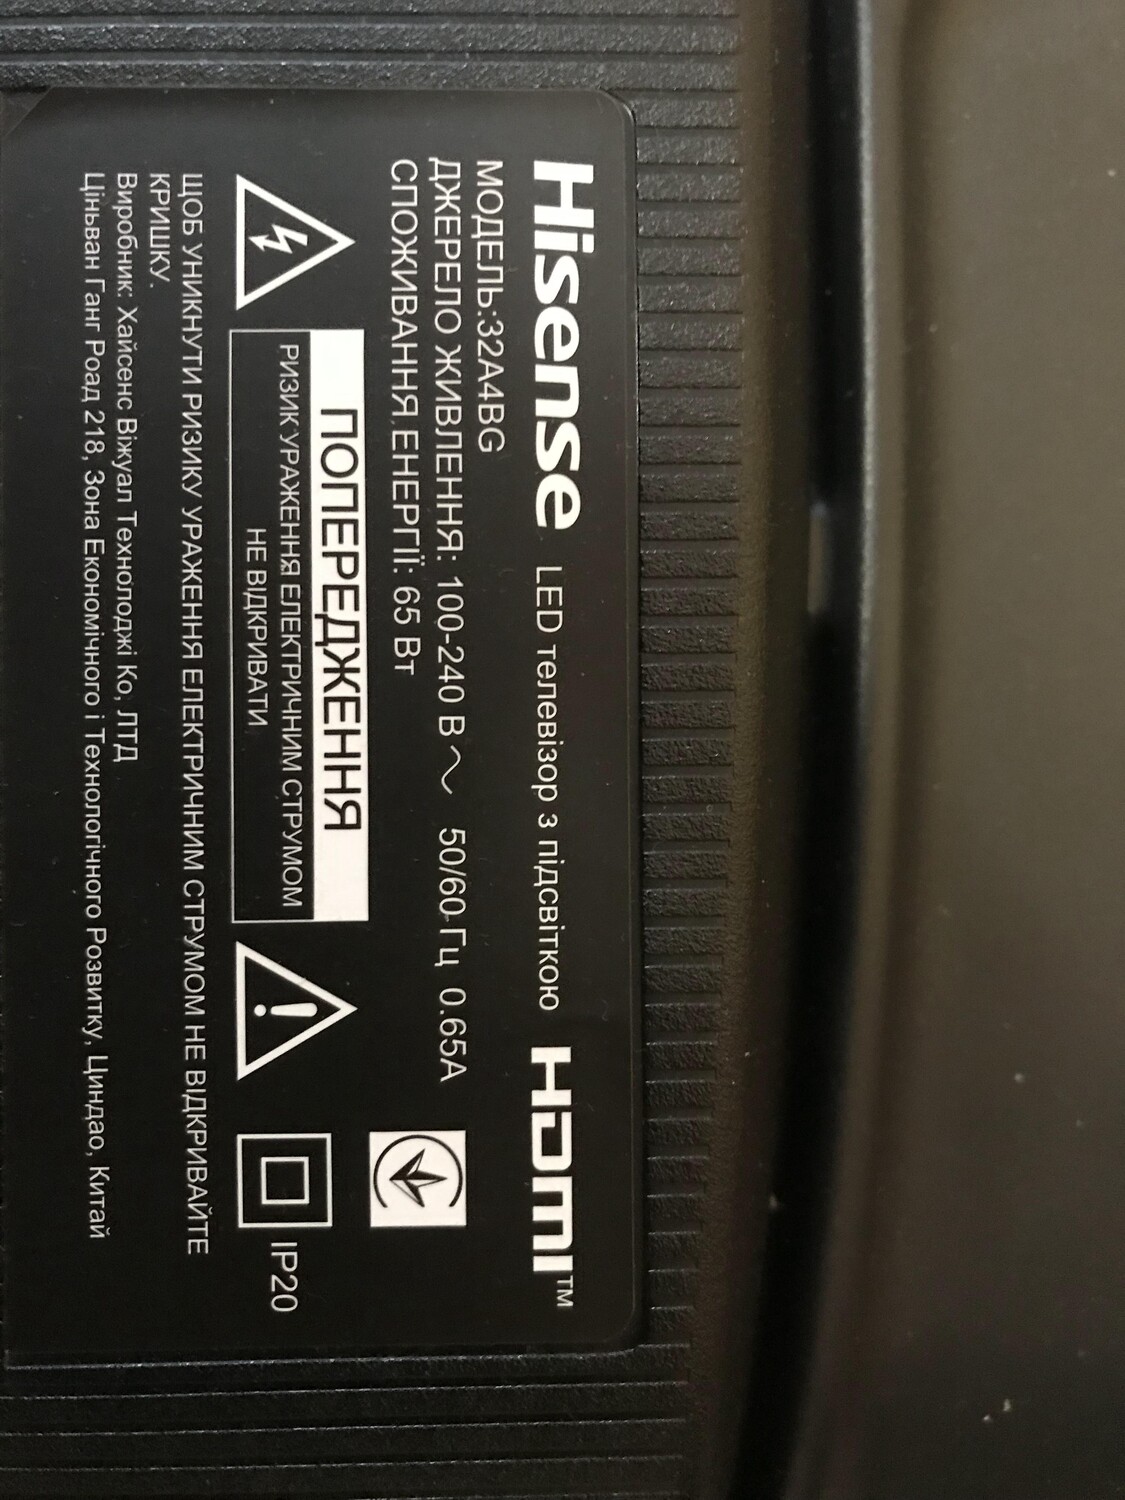 Hisense LED телевізор з підсвіткою HDMI™
МОДЕЛЬ:32A4BG
ДЖЕРЕЛО ЖИВЛЕННЯ: 100-240 В 50/60 Гц 0.65A
СПОЖИВАННЯ ЕНЕРГІЇ: 65 Вт
ПОПЕРЕДЖЕННЯ
РИЗИК УРАЖЕННЯ ЕЛЕКТРИЧНИМ СТРУМОМ
НЕ ВІДКРИВАТИ
IP20
ЩОБ УНИКНУТИ РИЗИКУ УРАЖЕННЯ ЕЛЕКТРИЧНИМ СТРУМОМ НЕ ВІДКРИВАЙТЕ
КРИШКУ.
Виробник: Хайсенс Віжуал Технолоджі Ко, ЛТД
Ціньван Ганг Роад 218, Зона Економічного і Технологічного Розвитку, Циндао, Китай